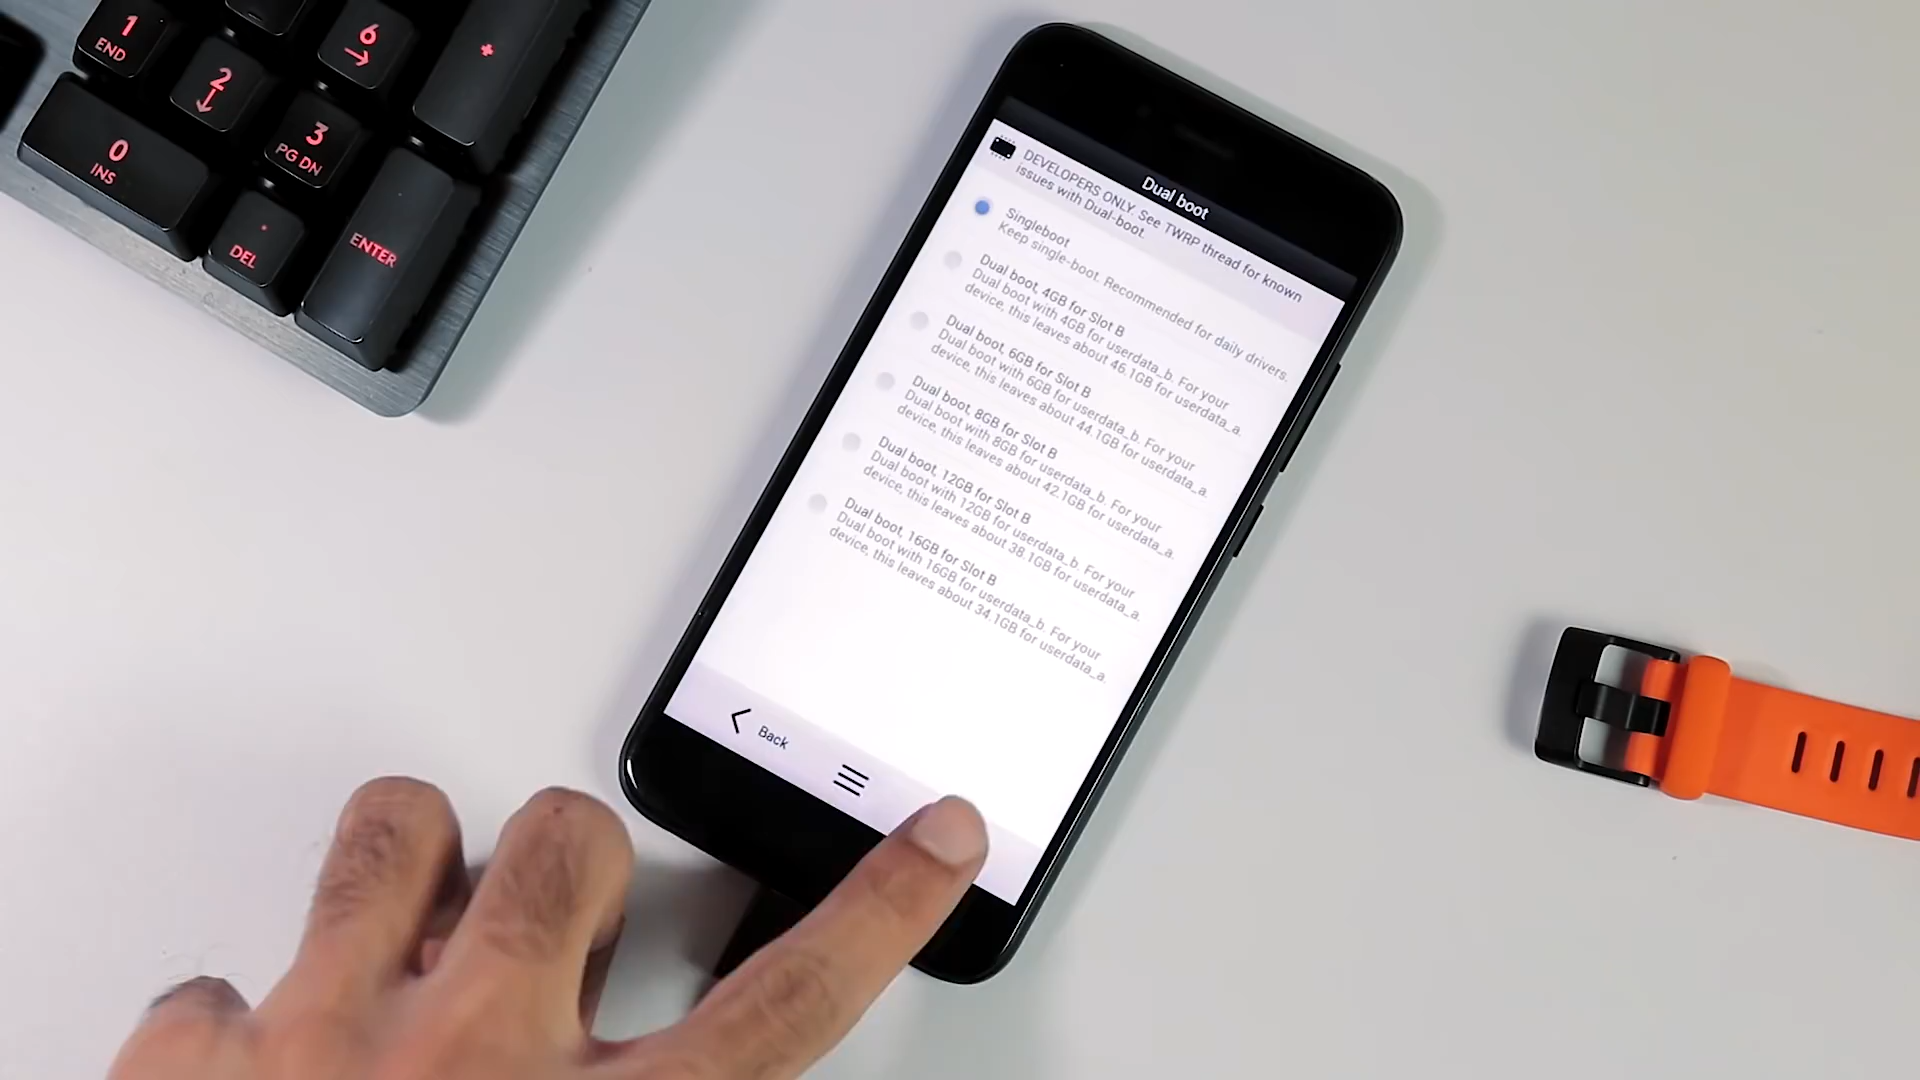 1
END
6
+
2
3
PG DN
0
INS
DEL
ENTER
Dual boot
DEVELOPERS ONLY. See TWRP thread for known
issues with Dual-boot.
Singleboot
Keep single-boot. Recommended for daily drivers.
Dual boot, 4GB for Slot B
Dual boot with 4GB for userdata_b. For your
device, this leaves about 46.1GB for userdata_a.
Dual boot, 6GB for Slot B
Dual boot with 6GB for userdata_b. For your
device, this leaves about 44.1GB for userdata_a.
Dual boot, 8GB for Slot B
Dual boot with 8GB for userdata_b. For your
device, this leaves about 42.1GB for userdata_a.
Dual boot, 12GB for Slot B
Dual boot with 12GB for userdata_b. For your
device, this leaves about 38.1GB for userdata_a.
Dual boot, 16GB for Slot B
Dual boot with 16GB for userdata_b. For your
device, this leaves about 34.1GB for userdata_a.
Back